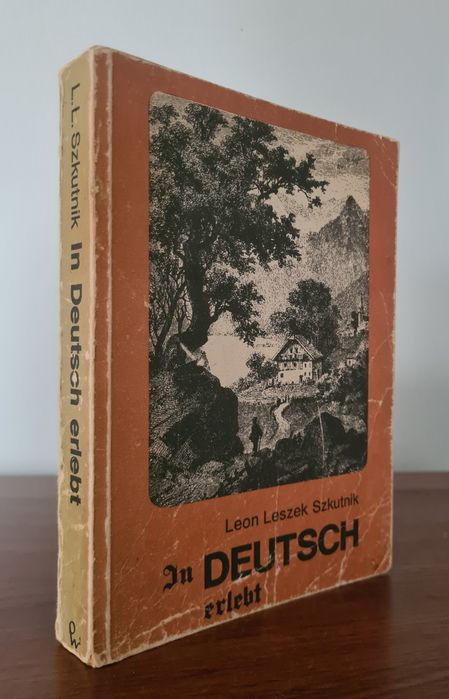 L.L. Szkutnik In Deutsch erlebt
Leon Leszek Szkutnik
In DEUTSCH
erlebt